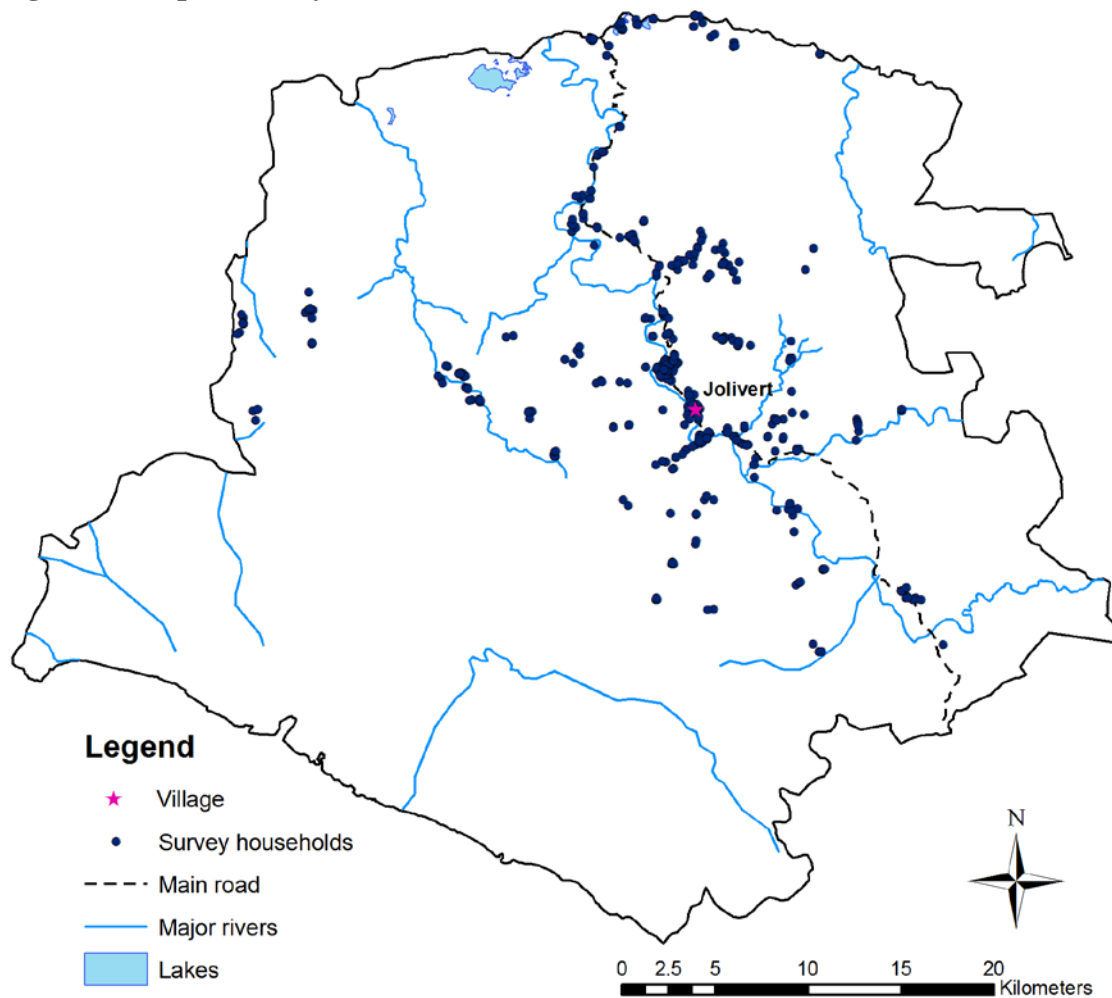 Jolivert
Legend
Village
Survey households
Main road
Major rivers
Lakes
N
0 2.5 5 10 15 20
Kilometers